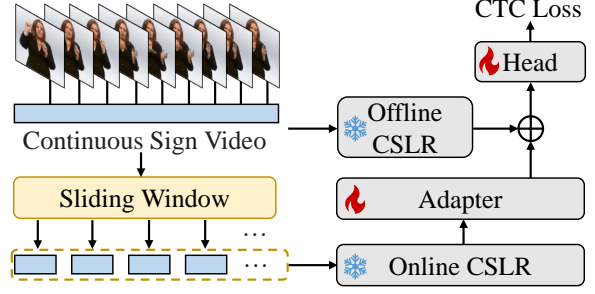 CTC Loss
Head
Continuous Sign Video
Offline
CSLR
Sliding Window
Adapter
...
...
Online CSLR